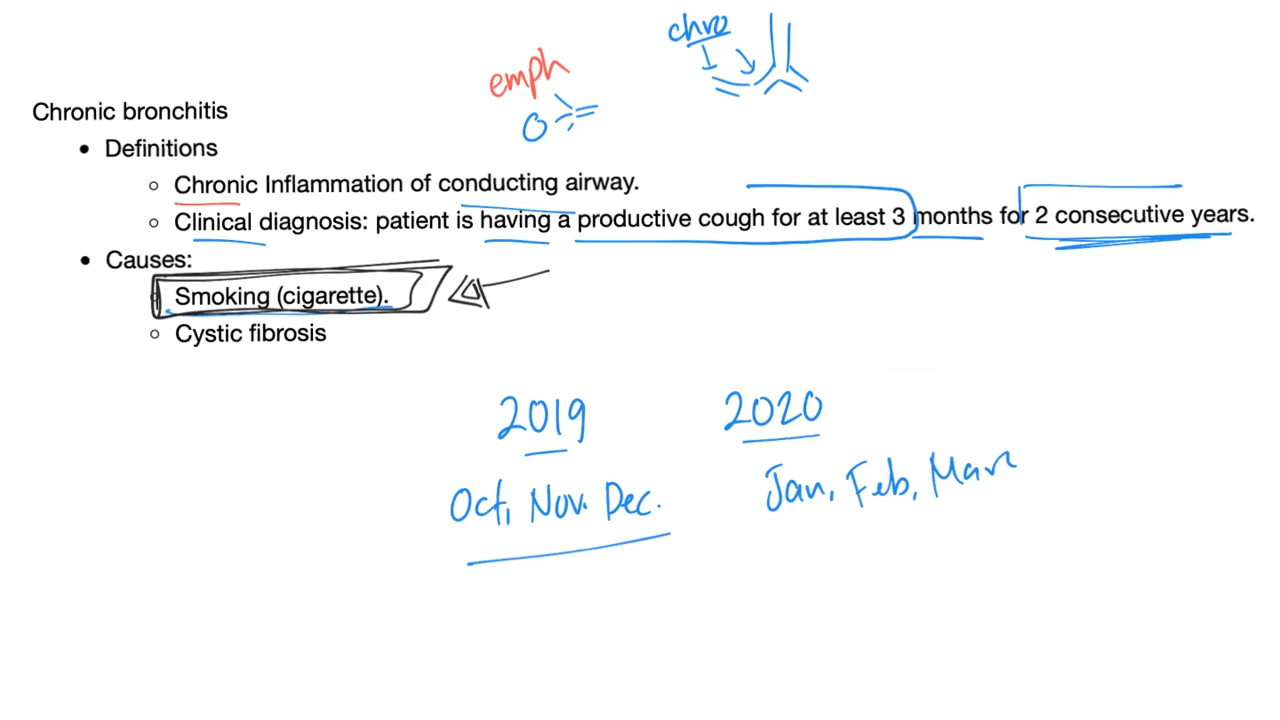 chro
emph
Chronic bronchitis
• Definitions
○ Chronic Inflammation of conducting airway.
○ Clinical diagnosis: patient is having a productive cough for at least 3 months for 2 consecutive years.
• Causes:
○ Smoking (cigarette).
○ Cystic fibrosis
2019 2020
Oct, Nov. Dec. Jan, Feb, Mar